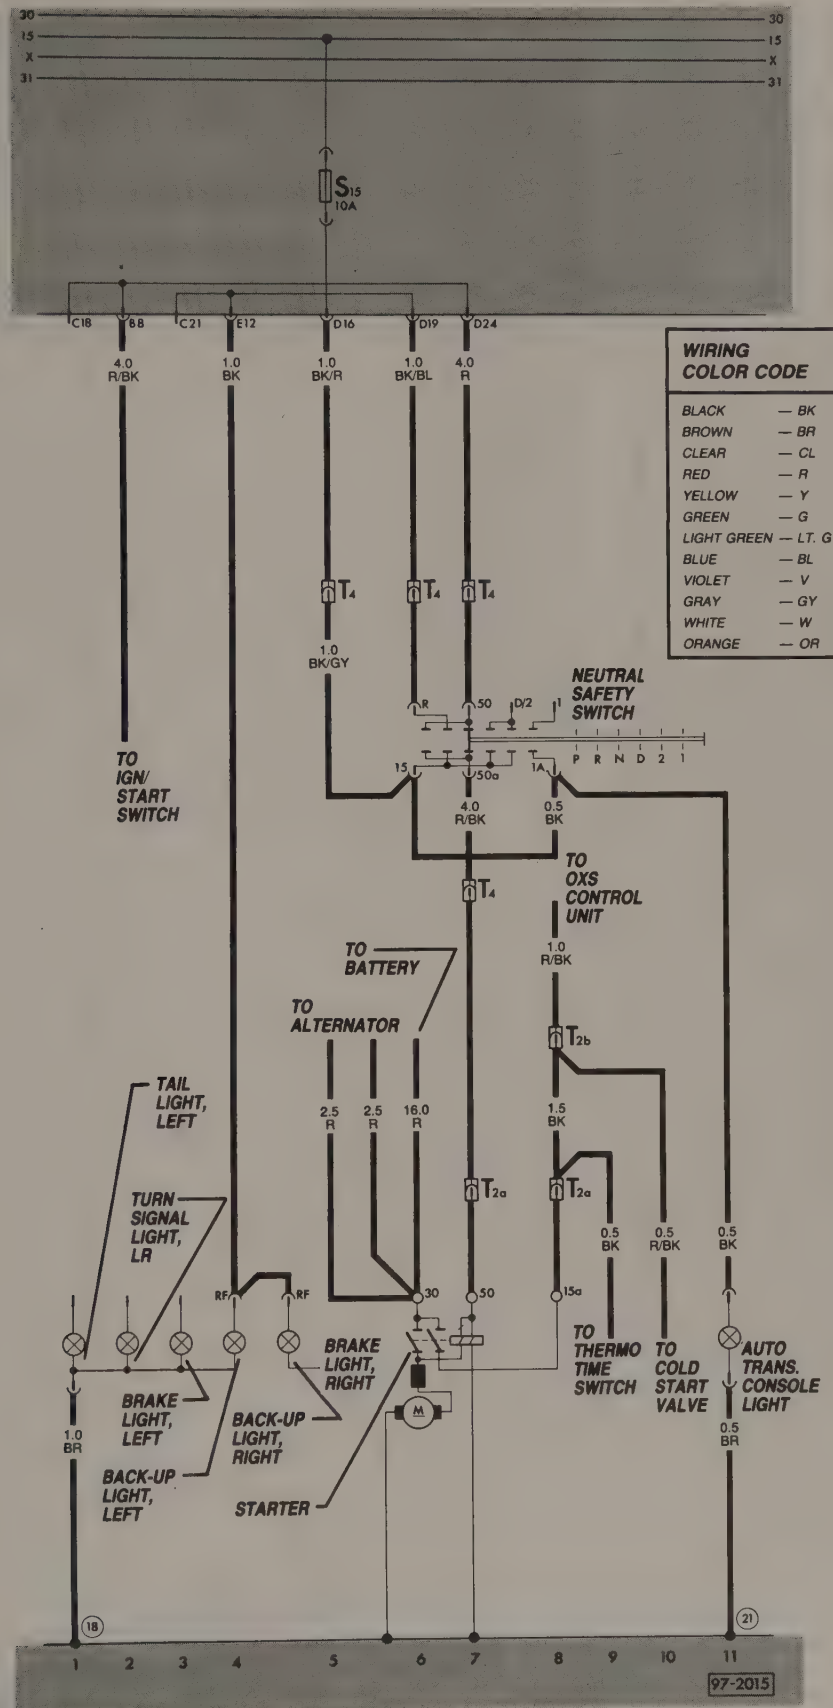 30 30
15 15
X X
31 31
S15
10A
C18 B8 C21 E12 D16 D19 D24
4.0 1.0 1.0 1.0 4.0
R/BK BK BK/R BK/BL R
WIRING
COLOR CODE
BLACK — BK
BROWN — BR
CLEAR — CL
RED — R
YELLOW — Y
GREEN — G
LIGHT GREEN — LT. G
BLUE — BL
VIOLET — V
GRAY — GY
WHITE — W
ORANGE — OR
T4 T4 T4
1.0
BK/GY
NEUTRAL
SAFETY
SWITCH
R 50 D/2 1
P R N D 2 1
15 50a 1A
TO
IGN/
START
SWITCH
4.0 0.5
R/BK BK
T4
TO
OXS
CONTROL
UNIT
1.0
R/BK
TO
BATTERY
TO
ALTERNATOR
T2b
2.5 2.5 16.0
R R R
1.5
BK
TAIL
LIGHT,
LEFT
T2a T2a
TURN
SIGNAL
LIGHT,
LR
0.5 0.5 0.5
BK R/BK BK
RF RF 30 50 15a
BRAKE
LIGHT,
RIGHT
TO
THERMO
TIME
SWITCH
TO
COLD
START
VALVE
AUTO
TRANS.
CONSOLE
LIGHT
BRAKE
LIGHT,
LEFT
BACK-UP
LIGHT,
RIGHT
M
1.0
BR
0.5
BR
BACK-UP
LIGHT,
LEFT
STARTER
18 21
1 2 3 4 5 6 7 8 9 10 11
97-2015